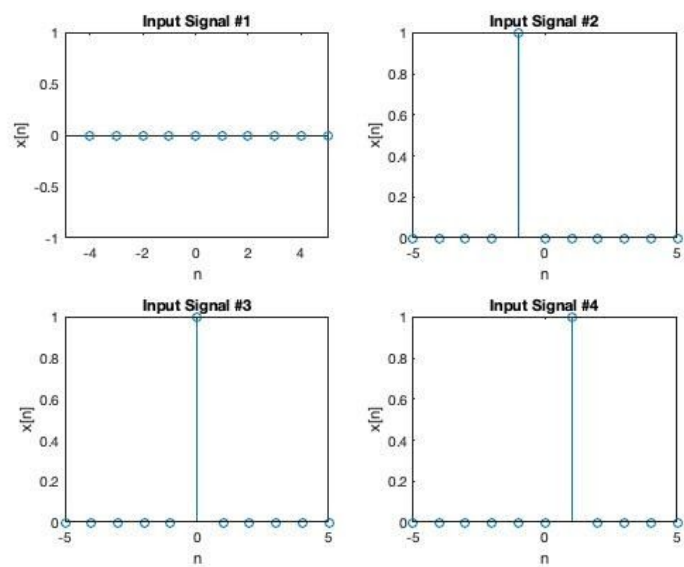 Input Signal #1
1
0.5
0
-0.5
-1
x[n]
-4 -2 0 2 4
n
Input Signal #2
1
0.8
0.6
0.4
0.2
0
x[n]
-5 0 5
n
Input Signal #3
1
0.8
0.6
0.4
0.2
0
x[n]
-5 0 5
n
Input Signal #4
1
0.8
0.6
0.4
0.2
0
x[n]
-5 0 5
n